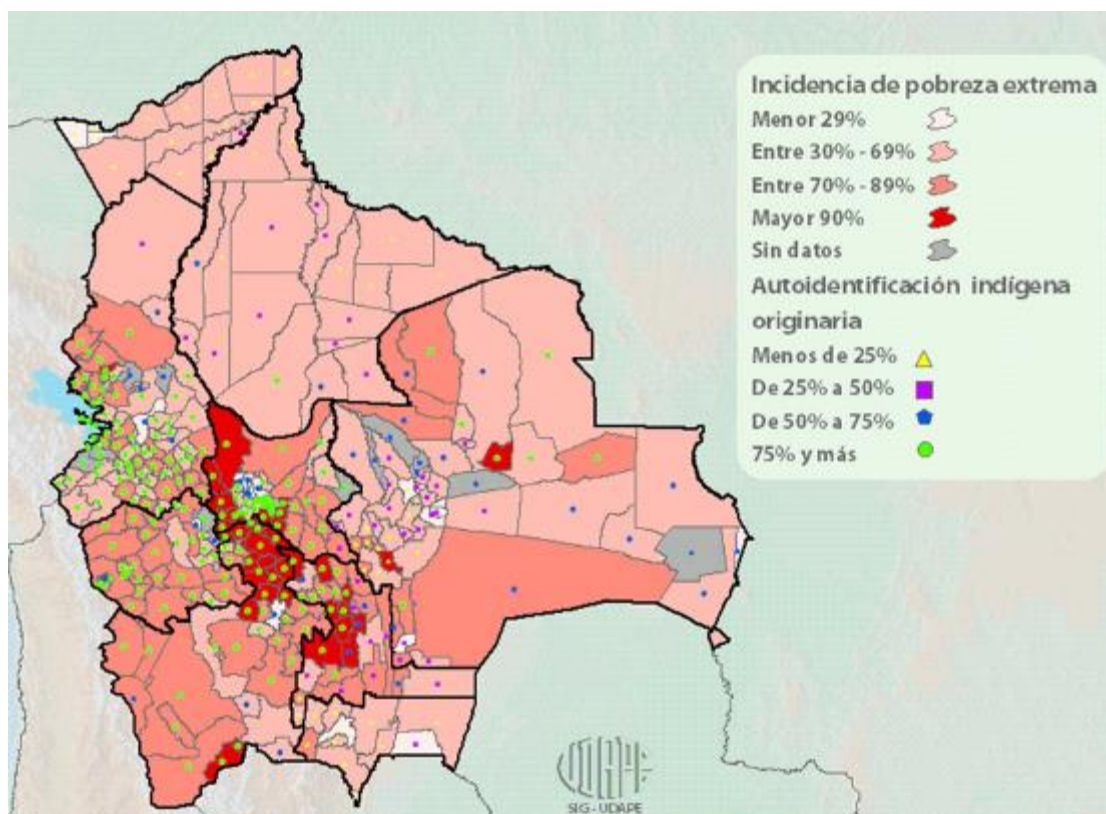 Incidencia de pobreza extrema
Menor 29%
Entre 30% - 69%
Entre 70% - 89%
Mayor 90%
Sin datos
Autoidentificación indígena
originaria
Menos de 25%
De 25% a 50%
De 50% a 75%
75% y más
SIG - UDAPE